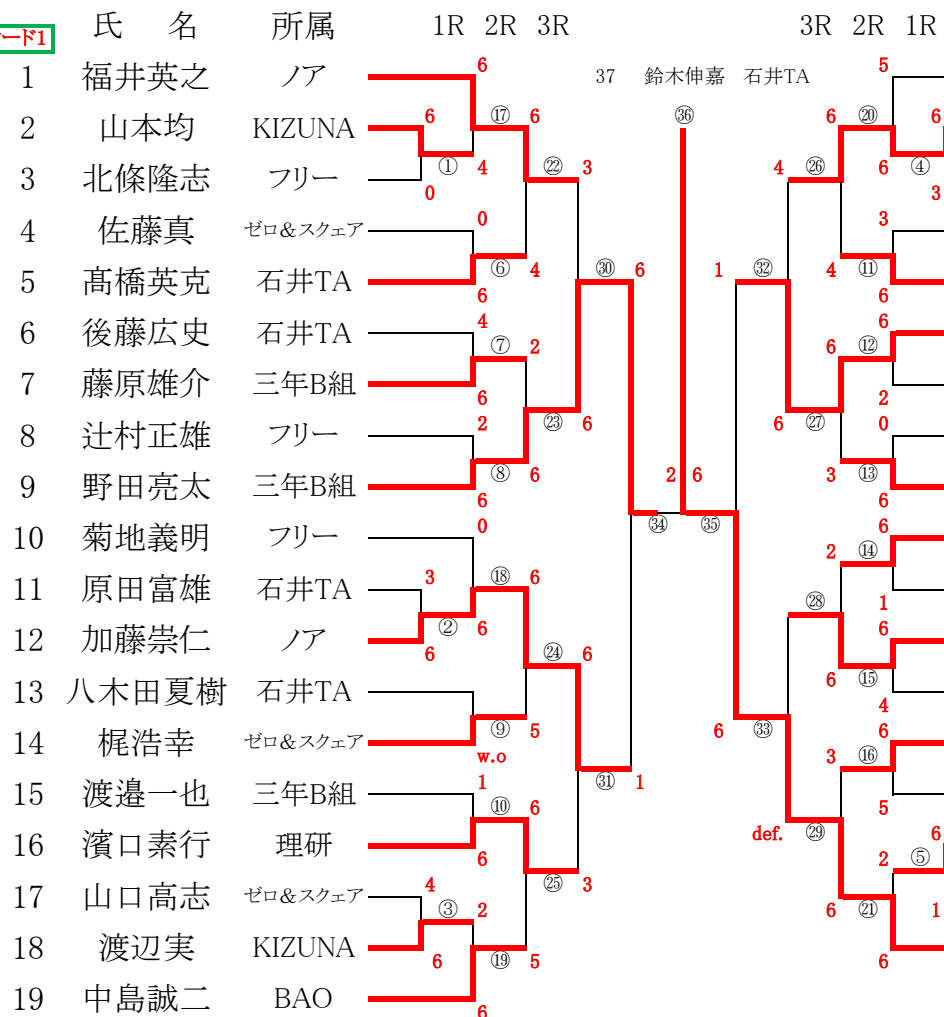 氏 名 所属 1R 2R 3R 3R 2R 1R
ード1
1 福井英之 ノア 6 37 鈴木伸嘉 石井TA 5
2 山本均 KIZUNA 6 ⑰ 6 ㊱ 6 ⑳ 6
3 北條隆志 フリー 0 ① 4 ㉒ 3 4 ㉖ 6 ④ 3
4 佐藤真 ゼロ&スクェア 0 3
5 髙橋英克 石井TA ⑥ 4 ㉚ 6 1 ㉜ 4 ⑪
6 6
6 後藤広史 石井TA 4 6
⑦ 2 6 ⑫
7 藤原雄介 三年B組 6 2
8 辻村正雄 フリー 2 ㉓ 6 6 ㉗ 0
9 野田亮太 三年B組 ⑧ 6 2 6 3 ⑬
6 6
10 菊地義明 フリー 0 ㉞ ㉟ 6
2 ⑭
11 原田富雄 石井TA 3 ⑱ 6 ㉘ 1
12 加藤崇仁 ノア 6 ② 6 ㉔ 6 6
13 八木田夏樹 石井TA 6 ⑮
4
14 梶浩幸 ゼロ&スクェア ⑨ 5 6 ㉝ 6
w.o 3 ⑯
15 渡邉一也 三年B組 1 ㉛ 1
⑩ 6 5
16 濱口素行 理研 6 def. ㉙ 6
17 山口高志 ゼロ&スクェア 4 ㉕ 3 2 ⑤
③ 2 6 ㉑ 1
18 渡辺実 KIZUNA 6 ⑲ 5 6
19 中島誠二 BAO 6